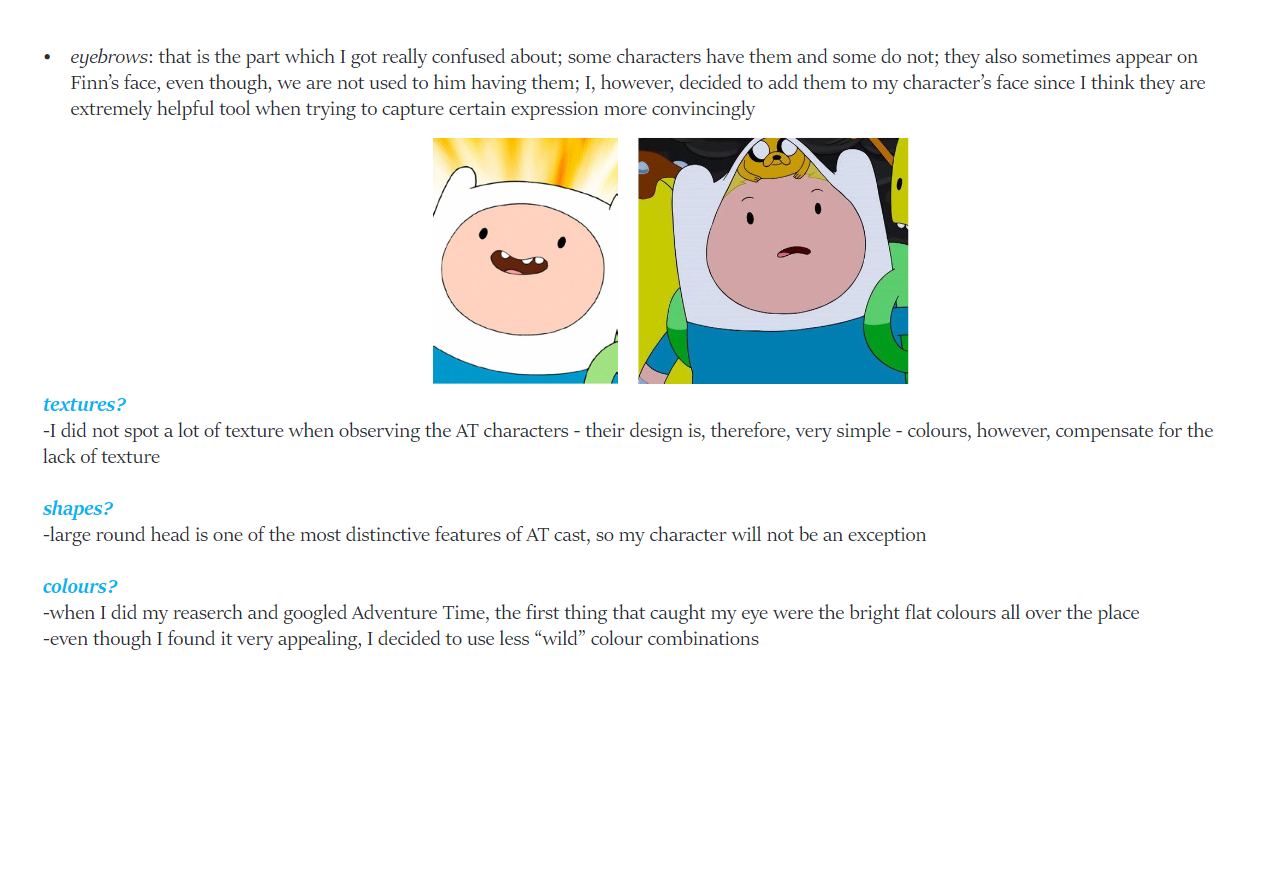 • eyebrows: that is the part which I got really confused about; some characters have them and some do not; they also sometimes appear on
Finn's face, even though, we are not used to him having them; I, however, decided to add them to my character's face since I think they are
extremely helpful tool when trying to capture certain expression more convincingly
textures?
-I did not spot a lot of texture when observing the AT characters - their design is, therefore, very simple - colours, however, compensate for the
lack of texture
shapes?
-large round head is one of the most distinctive features of AT cast, so my character will not be an exception
colours?
-when I did my reaserch and googled Adventure Time, the first thing that caught my eye were the bright flat colours all over the place
-even though I found it very appealing, I decided to use less “wild” colour combinations